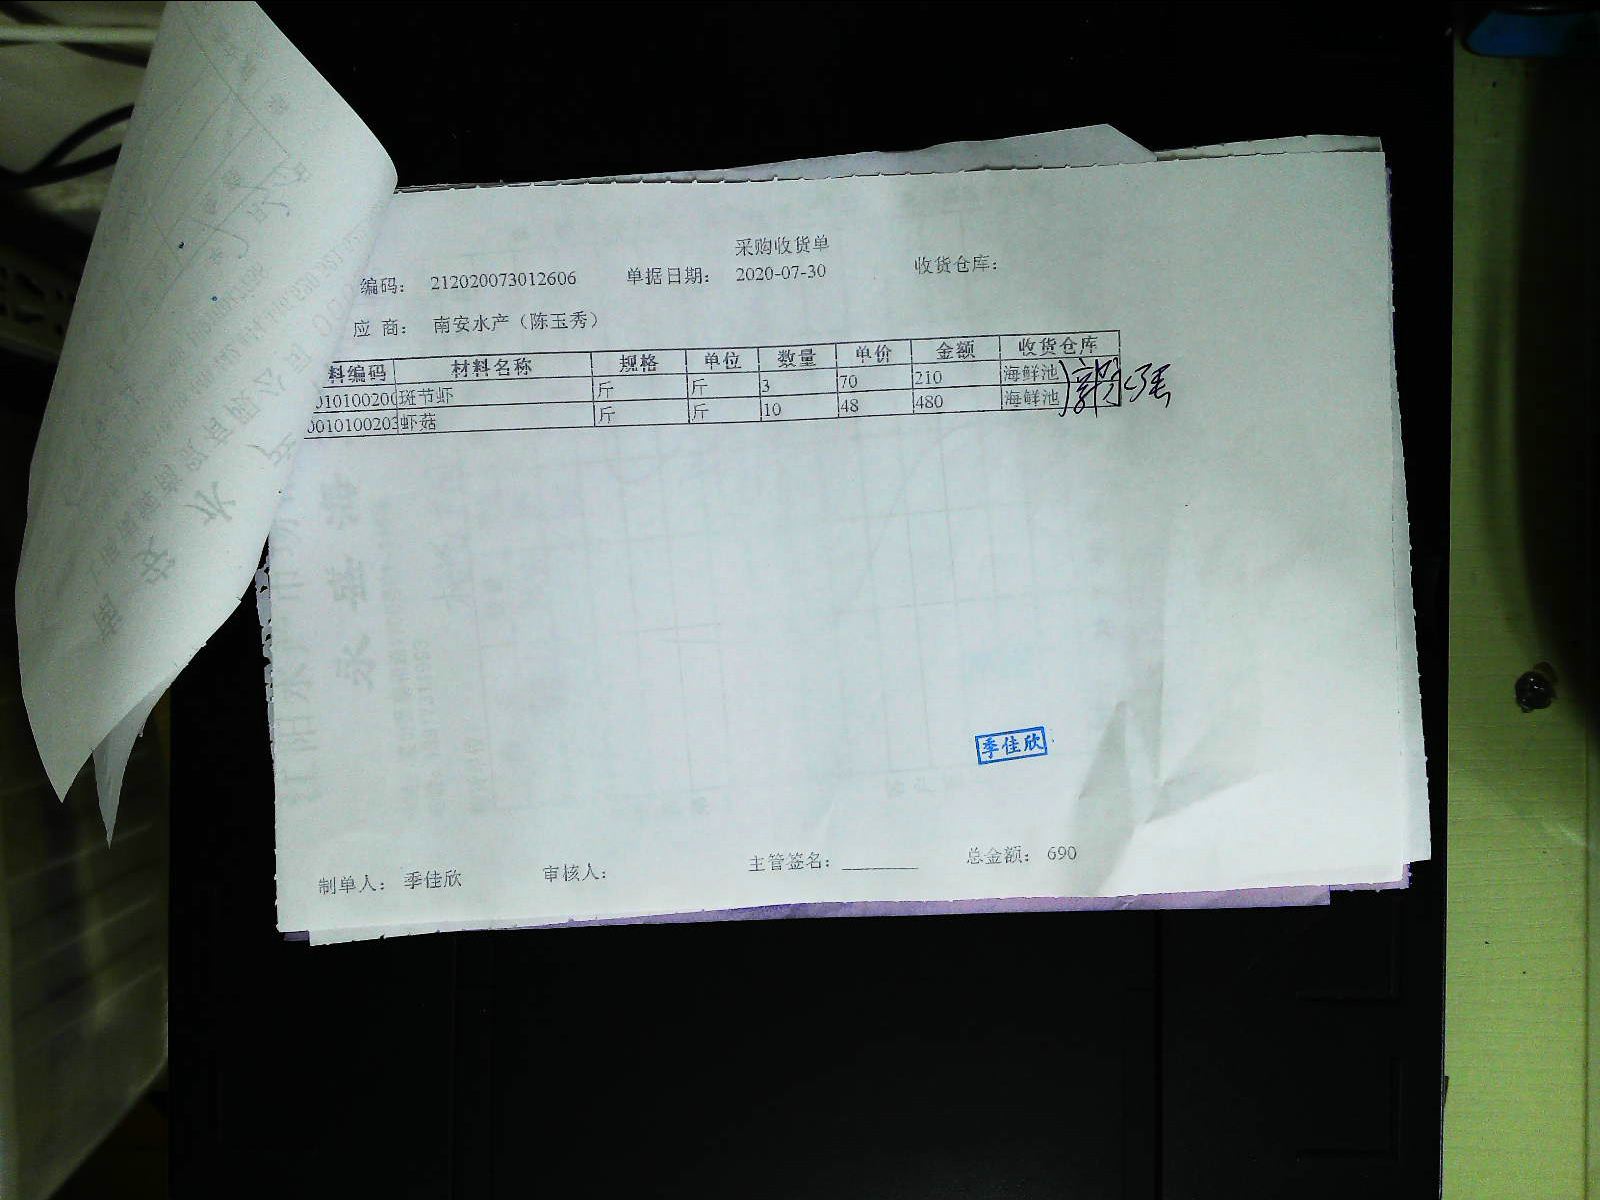 采购收货单
编码： 212020073012606 单据日期： 2020-07-30 收货仓库：
应 商： 南安水产（陈玉秀）
料编码 材料名称 规格 单位 数量 单价 金额 收货仓库
010100200 斑节虾 斤 斤 3 70 210 海鲜池
0010100203 虾菇 斤 斤 10 48 480 海鲜池
季佳欣
制单人： 季佳欣 审核人： 主管签名： 总金额： 690